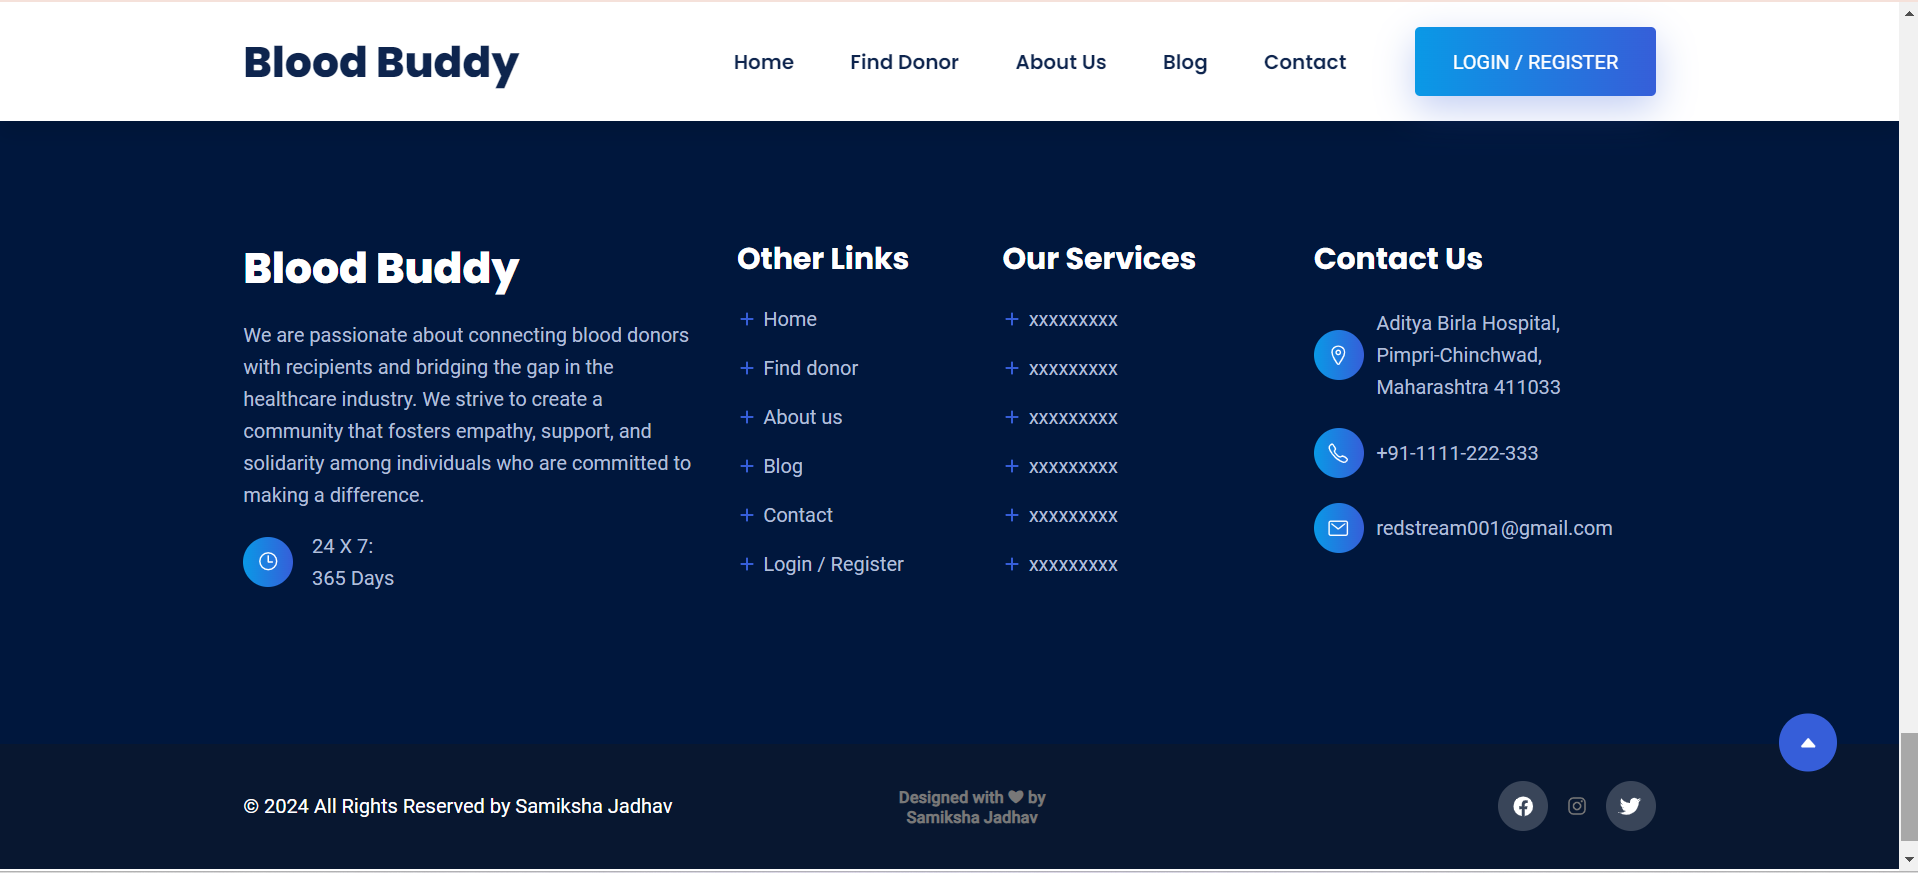 Blood Buddy
Home
Find Donor
About Us
Blog
Contact
LOGIN / REGISTER
Blood Buddy
We are passionate about connecting blood donors
with recipients and bridging the gap in the
healthcare industry. We strive to create a
community that fosters empathy, support, and
solidarity among individuals who are committed to
making a difference.
24 X 7:
365 Days
Other Links
Home
Find donor
About us
Blog
Contact
Login / Register
Our Services
xxxxxxxxx
xxxxxxxxx
xxxxxxxxx
xxxxxxxxx
xxxxxxxxx
xxxxxxxxx
Contact Us
Aditya Birla Hospital,
Pimpri-Chinchwad,
Maharashtra 411033
+91-1111-222-333
redstream001@gmail.com
© 2024 All Rights Reserved by Samiksha Jadhav
Designed with ♥ by
Samiksha Jadhav